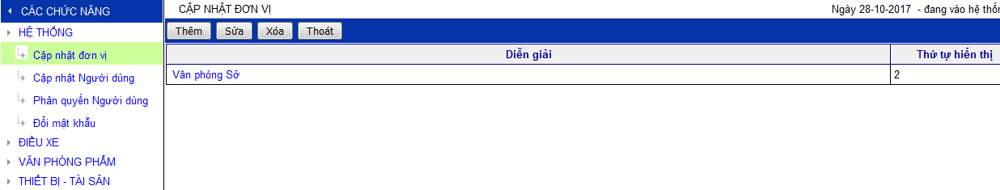 CÁC CHỨC NĂNG
HỆ THỐNG
Cập nhật đơn vị
Cập nhật Người dùng
Phân quyền Người dùng
Đổi mật khẩu
ĐIỀU XE
VĂN PHÒNG PHẨM
THIẾT BỊ - TÀI SẢN
CẬP NHẬT ĐƠN VỊ
Ngày 28-10-2017 - đang vào hệ thốn
Thêm Sửa Xóa Thoát
Diễn giải Thứ tự hiển thị
Văn phòng Sở 2